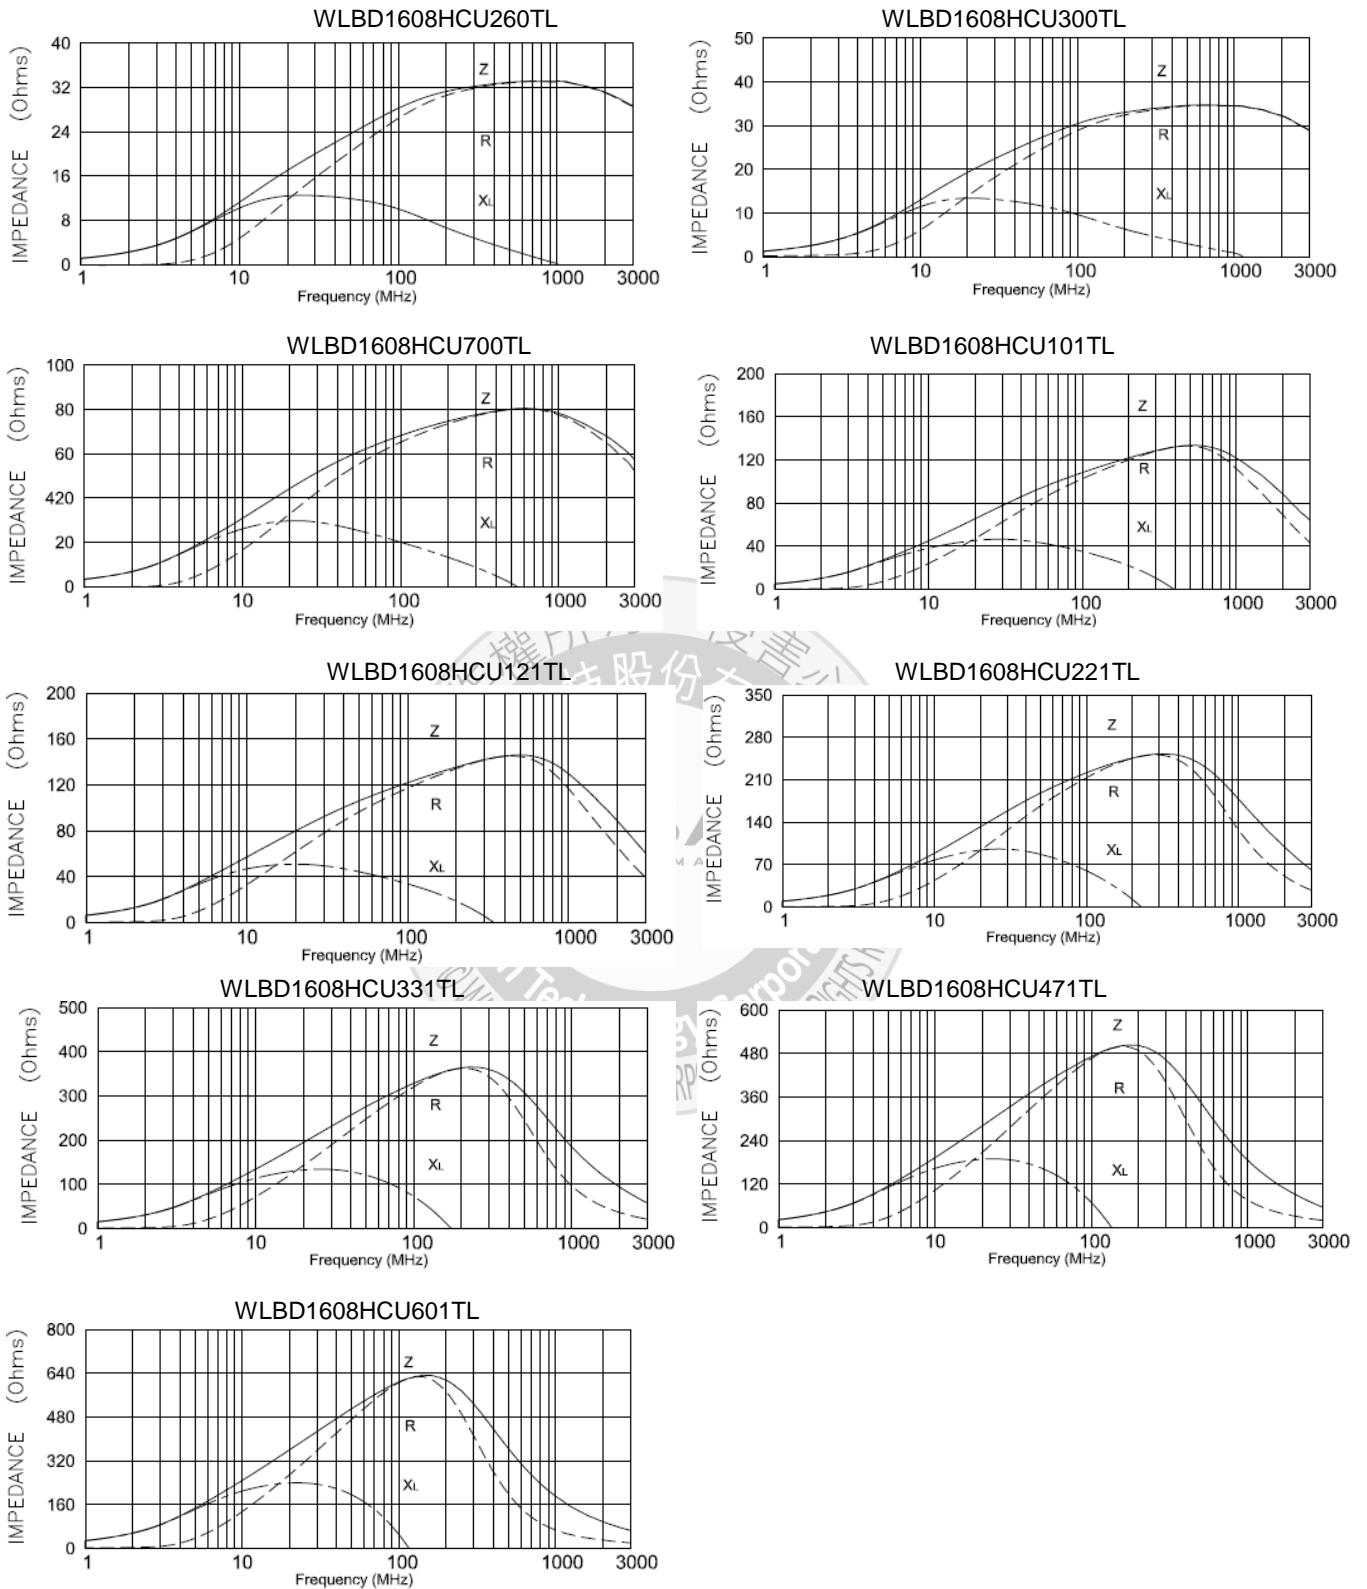 WLBD1608HCU260TL
IMPEDANCE (Ohms)
40
32
24
16
8
0
Z
R
XL
1 10 100 1000 3000
Frequency (MHz)
WLBD1608HCU300TL
IMPEDANCE (Ohms)
50
40
30
20
10
0
Z
R
XL
1 10 100 1000 3000
Frequency (MHz)
WLBD1608HCU700TL
IMPEDANCE (Ohms)
100
80
60
420
20
0
Z
R
XL
1 10 100 1000 3000
Frequency (MHz)
WLBD1608HCU101TL
IMPEDANCE (Ohms)
200
160
120
80
40
0
Z
R
XL
1 10 100 1000 3000
Frequency (MHz)
WLBD1608HCU121TL
IMPEDANCE (Ohms)
200
160
120
80
40
0
Z
R
XL
1 10 100 1000 3000
Frequency (MHz)
WLBD1608HCU221TL
IMPEDANCE (Ohms)
350
280
210
140
70
0
Z
R
XL
1 10 100 1000 3000
Frequency (MHz)
WLBD1608HCU331TL
IMPEDANCE (Ohms)
500
400
300
200
100
0
Z
R
XL
1 10 100 1000 3000
Frequency (MHz)
WLBD1608HCU471TL
IMPEDANCE (Ohms)
600
480
360
240
120
0
Z
R
XL
1 10 100 1000 3000
Frequency (MHz)
WLBD1608HCU601TL
IMPEDANCE (Ohms)
800
640
480
320
160
0
Z
R
XL
1 10 100 1000 3000
Frequency (MHz)
股份